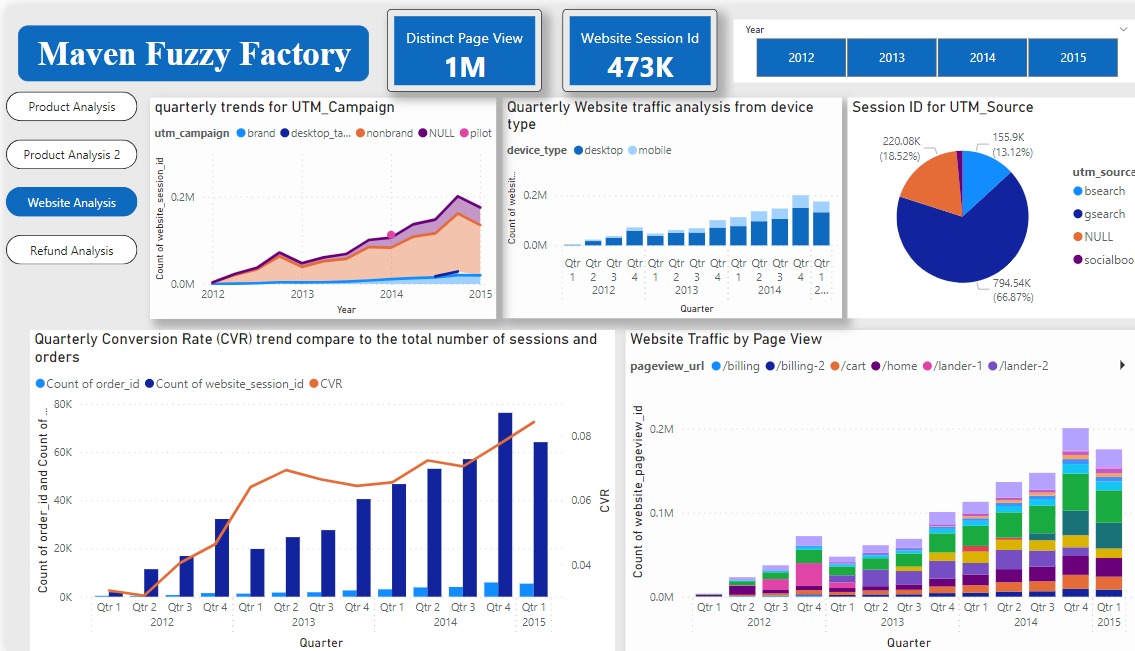 Maven Fuzzy Factory
Distinct Page View
1M
Website Session Id
473K
Year
2012
2013
2014
2015
Product Analysis
Product Analysis 2
Website Analysis
Refund Analysis
quarterly trends for UTM_Campaign
utm_campaign brand desktop_ta... nonbrand NULL pilot
Count of website_session_id
0.2M
0.0M
2012 2013 2014 2015
Year
Quarterly Website traffic analysis from device
type
device_type desktop mobile
Count of websit...
0.2M
0.0M
Qtr Qtr Qtr Qtr Qtr Qtr Qtr Qtr Qtr Qtr Qtr Qtr Qtr
1 2 3 4 1 2 3 4 1 2 3 4 1
2012 2013 2014 2...
Quarter
Session ID for UTM_Source
220.08K
(18.52%)
155.9K
(13.12%)
794.54K
(66.87%)
utm_source
bsearch
gsearch
NULL
socialboo
Quarterly Conversion Rate (CVR) trend compare to the total number of sessions and
orders
Count of order_id Count of website_session_id CVR
Count of order_id and Count of ...
80K
60K
40K
20K
0K
0.08
0.06
0.04
CVR
Qtr 1 Qtr 2 Qtr 3 Qtr 4 Qtr 1 Qtr 2 Qtr 3 Qtr 4 Qtr 1 Qtr 2 Qtr 3 Qtr 4 Qtr 1
2012 2013 2014 2015
Quarter
Website Traffic by Page View
pageview_url /billing /billing-2 /cart /home /lander-1 /lander-2
Count of website_pageview_id
0.2M
0.1M
0.0M
Qtr 1 Qtr 2 Qtr 3 Qtr 4 Qtr 1 Qtr 2 Qtr 3 Qtr 4 Qtr 1 Qtr 2 Qtr 3 Qtr 4 Qtr 1
2012 2013 2014 2015
Quarter